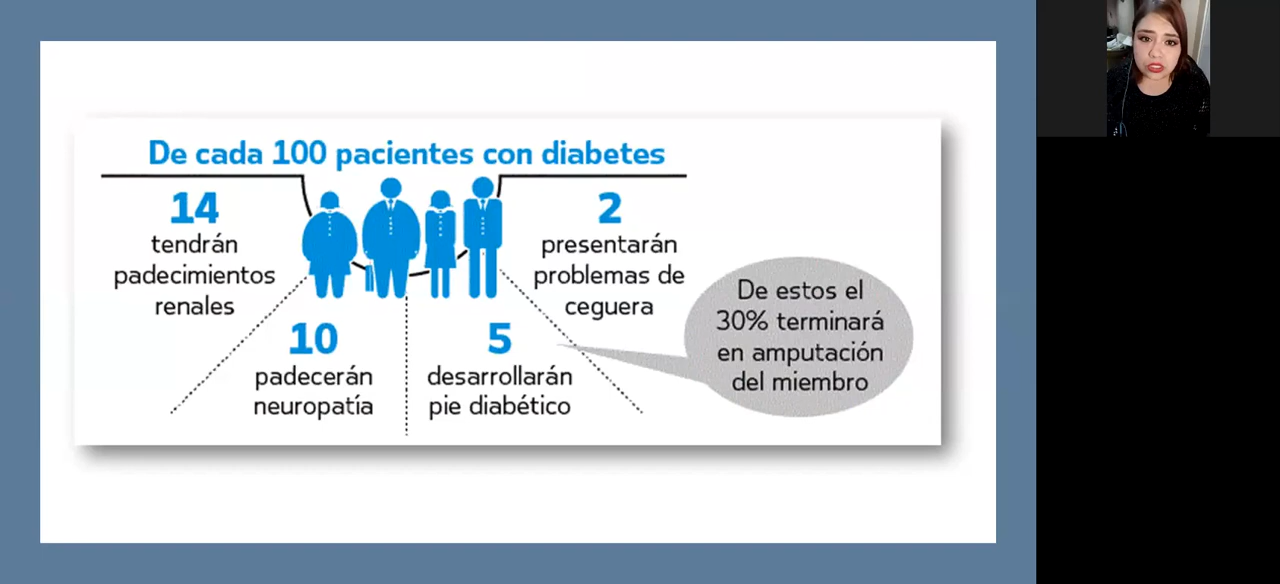 De cada 100 pacientes con diabetes
14
tendrán
padecimientos
renales
10
padecerán
neuropatía
5
desarrollarán
pie diabético
2
presentarán
problemas de
ceguera
De estos el
30% terminará
en amputación
del miembro